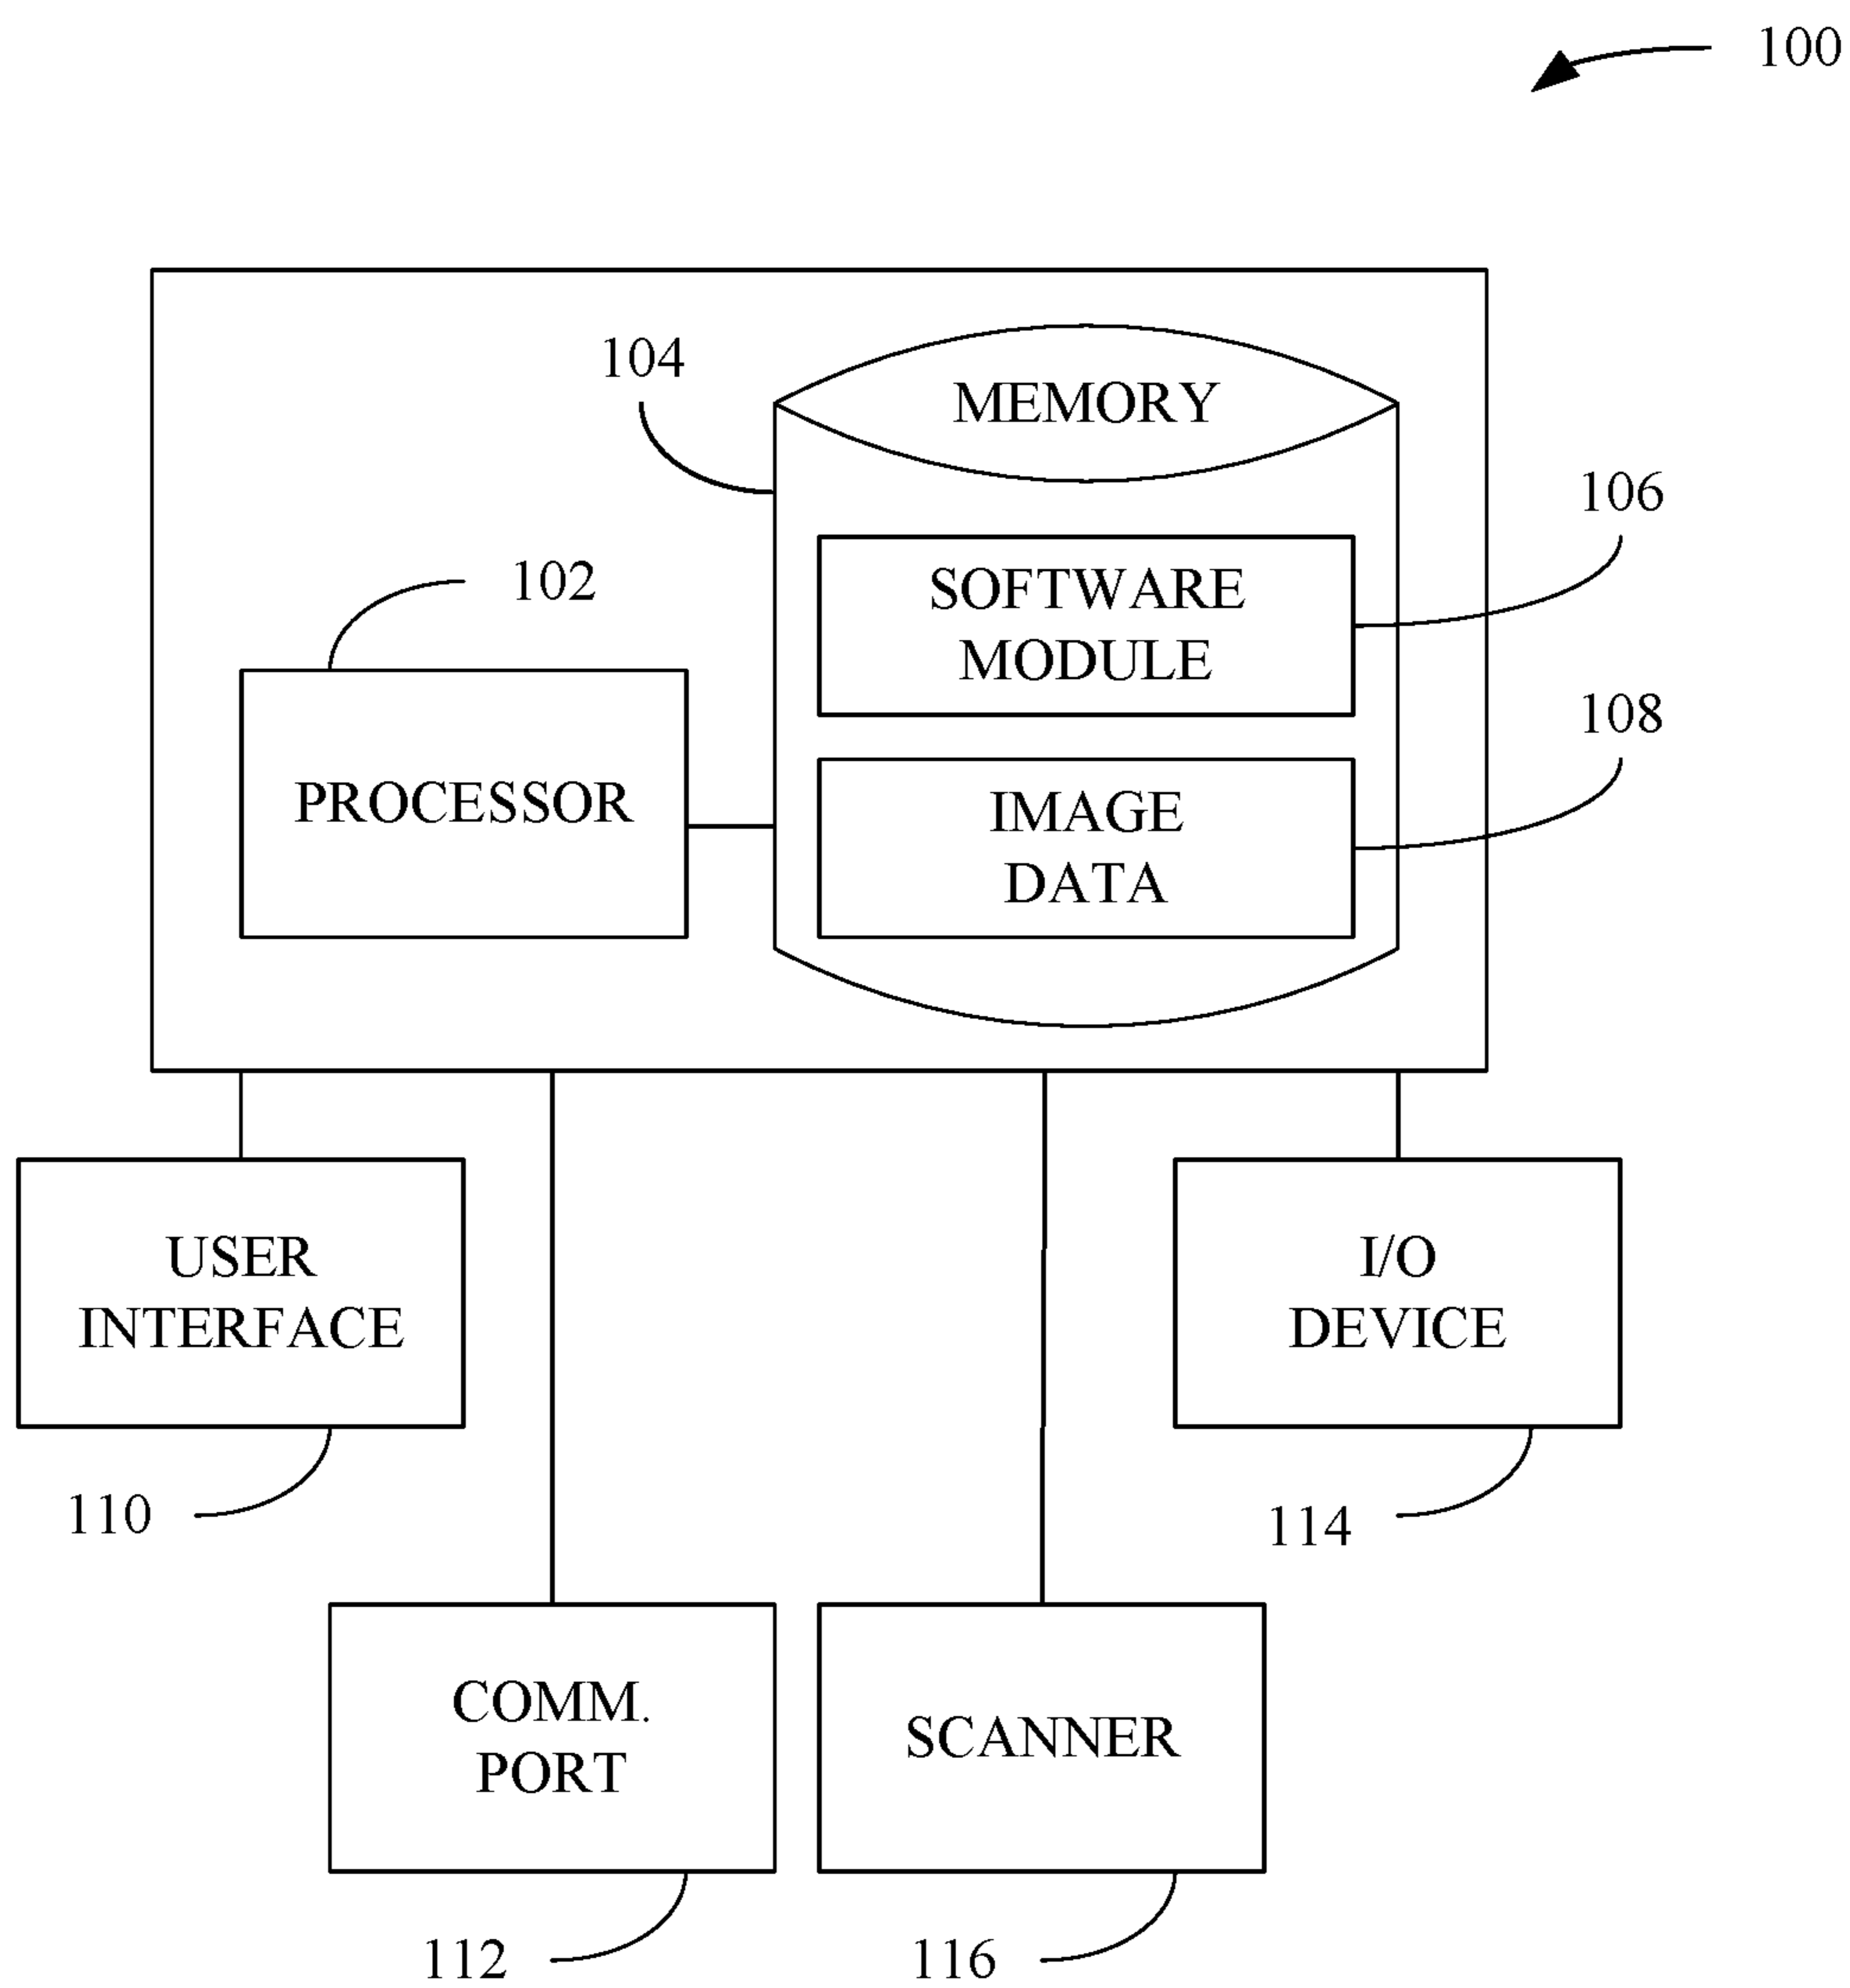 100
104
MEMORY
106
SOFTWARE
MODULE
102
108
PROCESSOR
IMAGE
DATA
USER
INTERFACE
I/O
DEVICE
110
114
COMM.
PORT
SCANNER
112
116